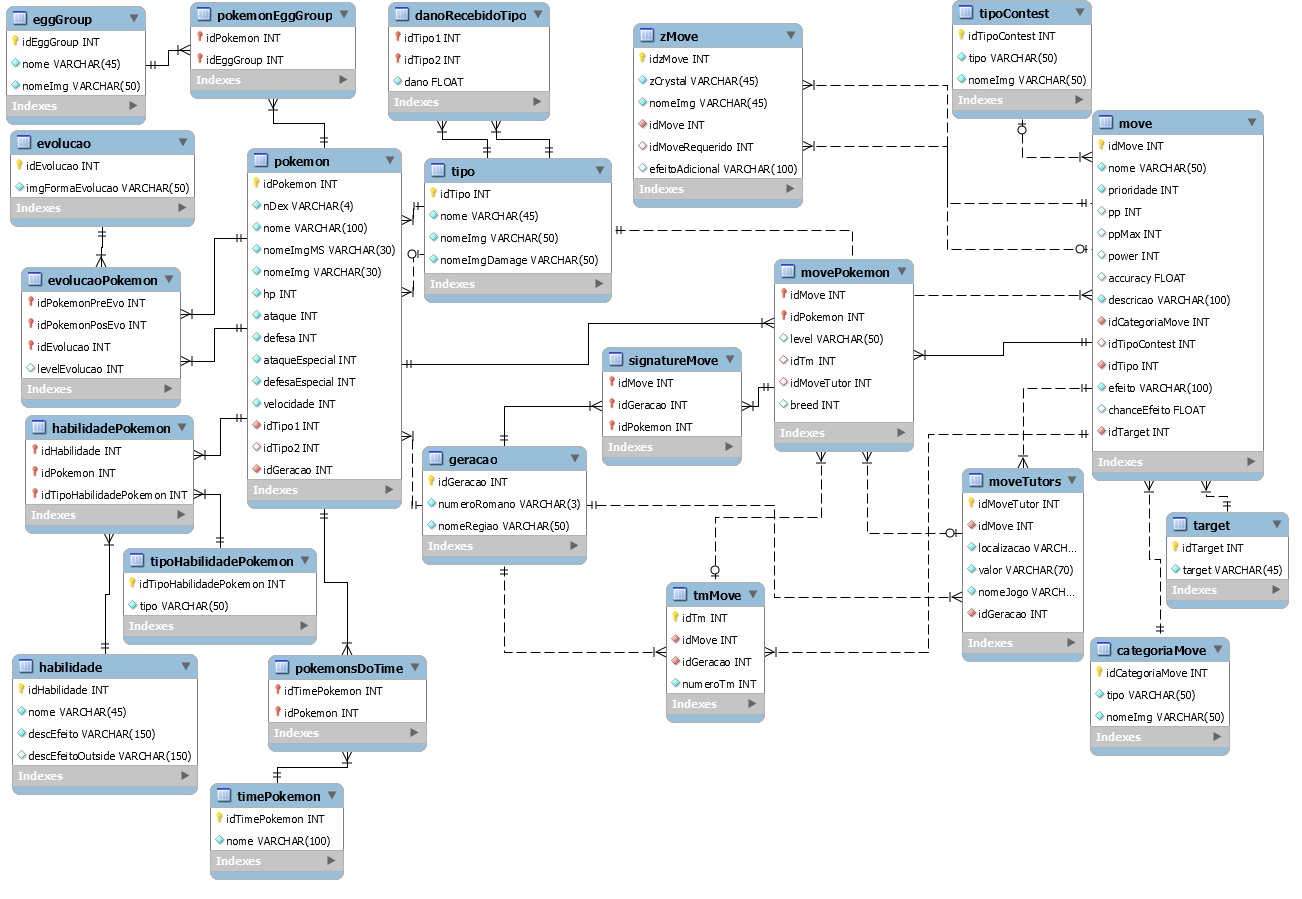 eggGroup
idEggGroup INT
nome VARCHAR(45)
nomeImg VARCHAR(50)
Indexes
pokemonEggGroup
idPokemon INT
idEggGroup INT
Indexes
danoRecebidoTipo
idTipo1 INT
idTipo2 INT
dano FLOAT
Indexes
zMove
idzMove INT
zCrystal VARCHAR(45)
nomeImg VARCHAR(45)
idMove INT
idMoveRequerido INT
efeitoAdicional VARCHAR(100)
Indexes
tipoContest
idTipoContest INT
tipo VARCHAR(50)
nomeImg VARCHAR(50)
Indexes
move
idMove INT
nome VARCHAR(50)
prioridade INT
pp INT
ppMax INT
power INT
accuracy FLOAT
descricao VARCHAR(100)
idCategoriaMove INT
idTipoContest INT
idTipo INT
efeito VARCHAR(100)
chanceEfeito FLOAT
idTarget INT
Indexes
evolucao
idEvolucao INT
imgFormaEvolucao VARCHAR(50)
Indexes
pokemon
idPokemon INT
nDex VARCHAR(4)
nome VARCHAR(100)
nomeImgMS VARCHAR(30)
nomeImg VARCHAR(30)
hp INT
ataque INT
defesa INT
ataqueEspecial INT
defesaEspecial INT
velocidade INT
idTipo1 INT
idTipo2 INT
idGeracao INT
Indexes
tipo
idTipo INT
nome VARCHAR(45)
nomeImg VARCHAR(50)
nomeImgDamage VARCHAR(50)
Indexes
evolucaoPokemon
idPokemonPreEvo INT
idPokemonPosEvo INT
idEvolucao INT
levelEvolucao INT
Indexes
movePokemon
idMove INT
idPokemon INT
level VARCHAR(50)
idTm INT
idMoveTutor INT
breed INT
Indexes
signatureMove
idMove INT
idGeracao INT
idPokemon INT
Indexes
habilidadePokemon
idHabilidade INT
idPokemon INT
idTipoHabilidadePokemon INT
Indexes
geracao
idGeracao INT
numeroRomano VARCHAR(3)
nomeRegiao VARCHAR(50)
Indexes
moveTutors
idMoveTutor INT
idMove INT
localizacao VARCH...
valor VARCHAR(70)
nomeJogo VARCH...
idGeracao INT
Indexes
target
idTarget INT
target VARCHAR(45)
Indexes
tipoHabilidadePokemon
idTipoHabilidadePokemon INT
tipo VARCHAR(50)
Indexes
tmMove
idTm INT
idMove INT
idGeracao INT
numeroTm INT
Indexes
categoriaMove
idCategoriaMove INT
tipo VARCHAR(50)
nomeImg VARCHAR(50)
Indexes
habilidade
idHabilidade INT
nome VARCHAR(45)
descEfeito VARCHAR(150)
descEfeitoOutside VARCHAR(150)
Indexes
pokemonsDoTime
idTimePokemon INT
idPokemon INT
Indexes
timePokemon
idTimePokemon INT
nome VARCHAR(100)
Indexes